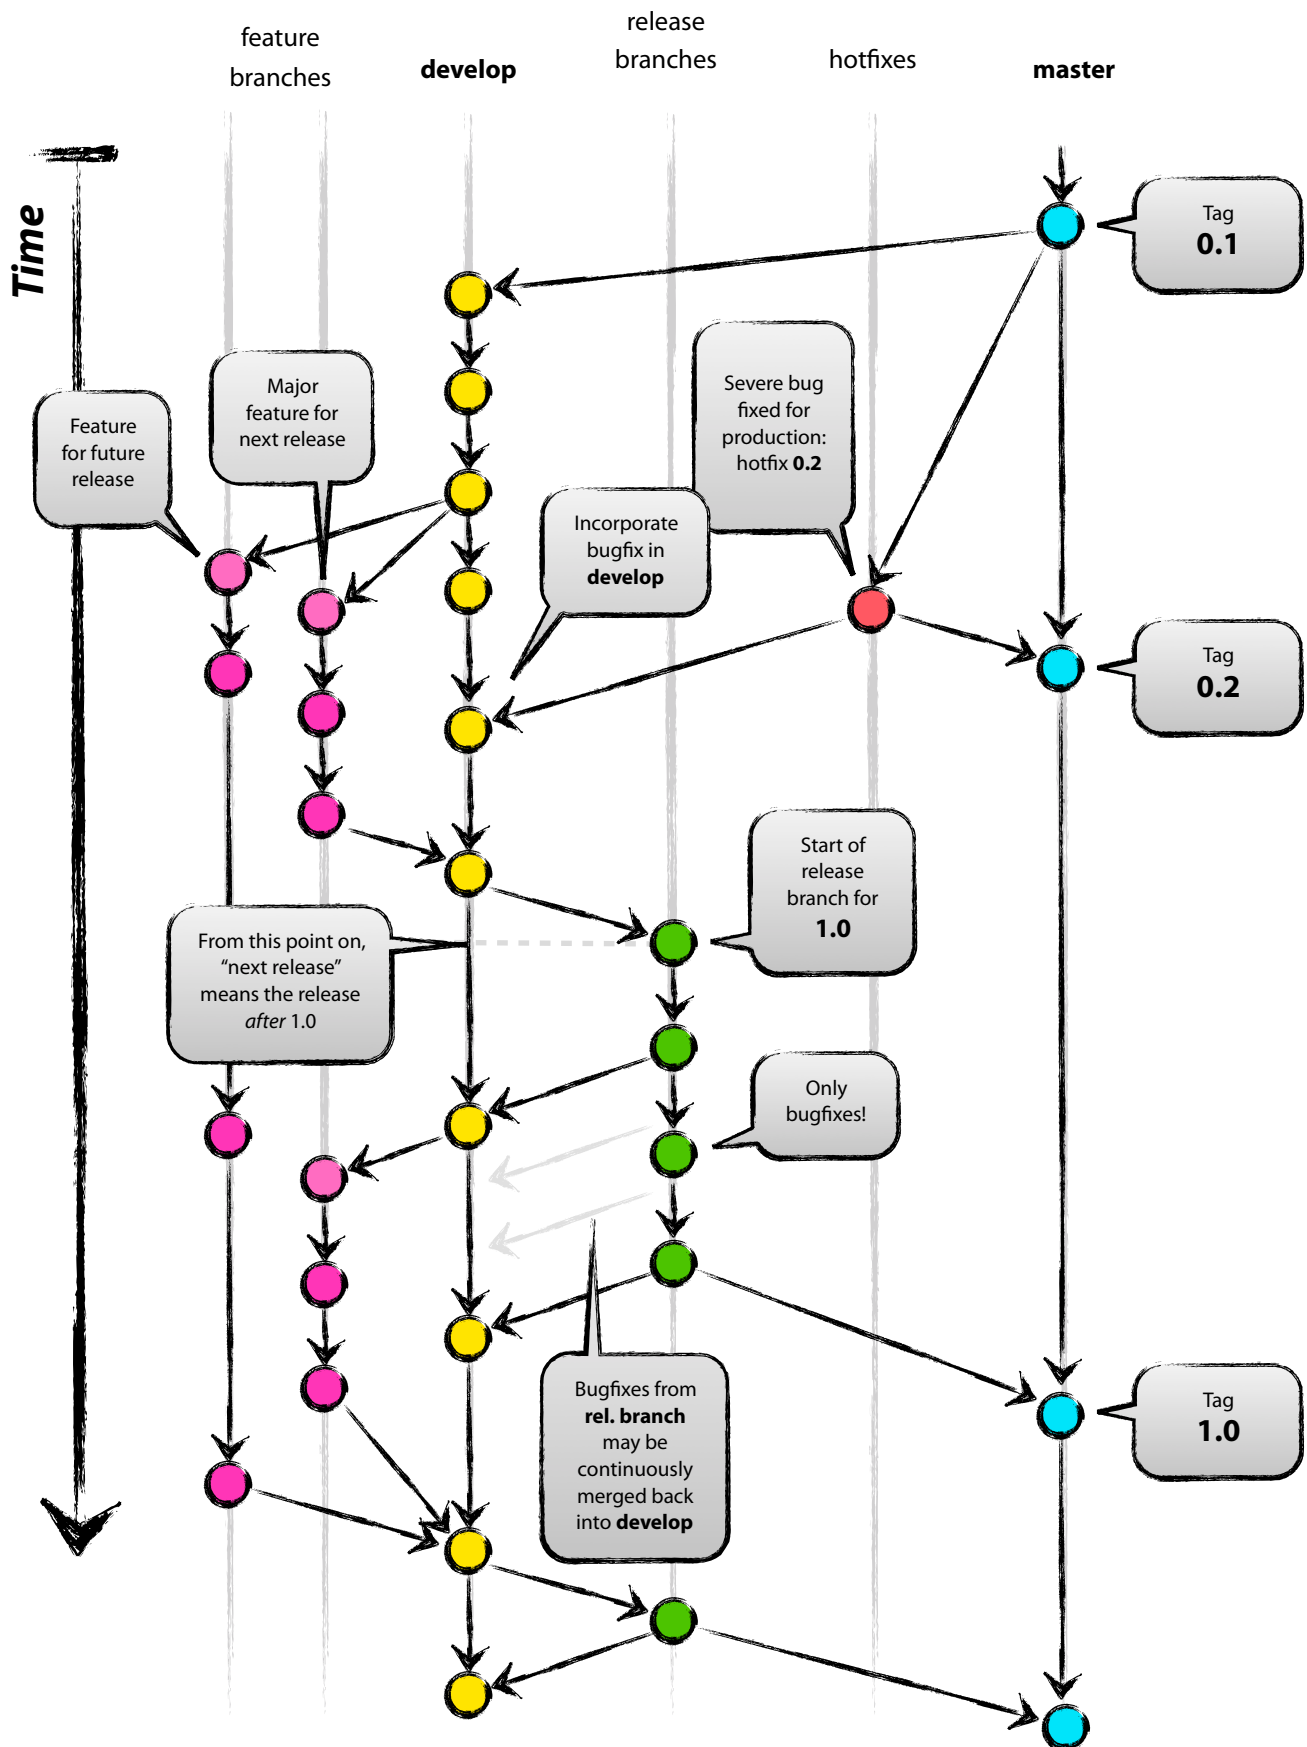 feature
branches
develop
release
branches
hotfixes
master
Time
Tag
0.1
Major
feature for
next release
Feature
for future
release
Severe bug
fixed for
production:
hotfix 0.2
Incorporate
bugfix in
develop
Tag
0.2
Start of
release
branch for
1.0
From this point on,
“next release”
means the release
after 1.0
Only
bugfixes!
Bugfixes from
rel. branch
may be
continuously
merged back
into develop
Tag
1.0